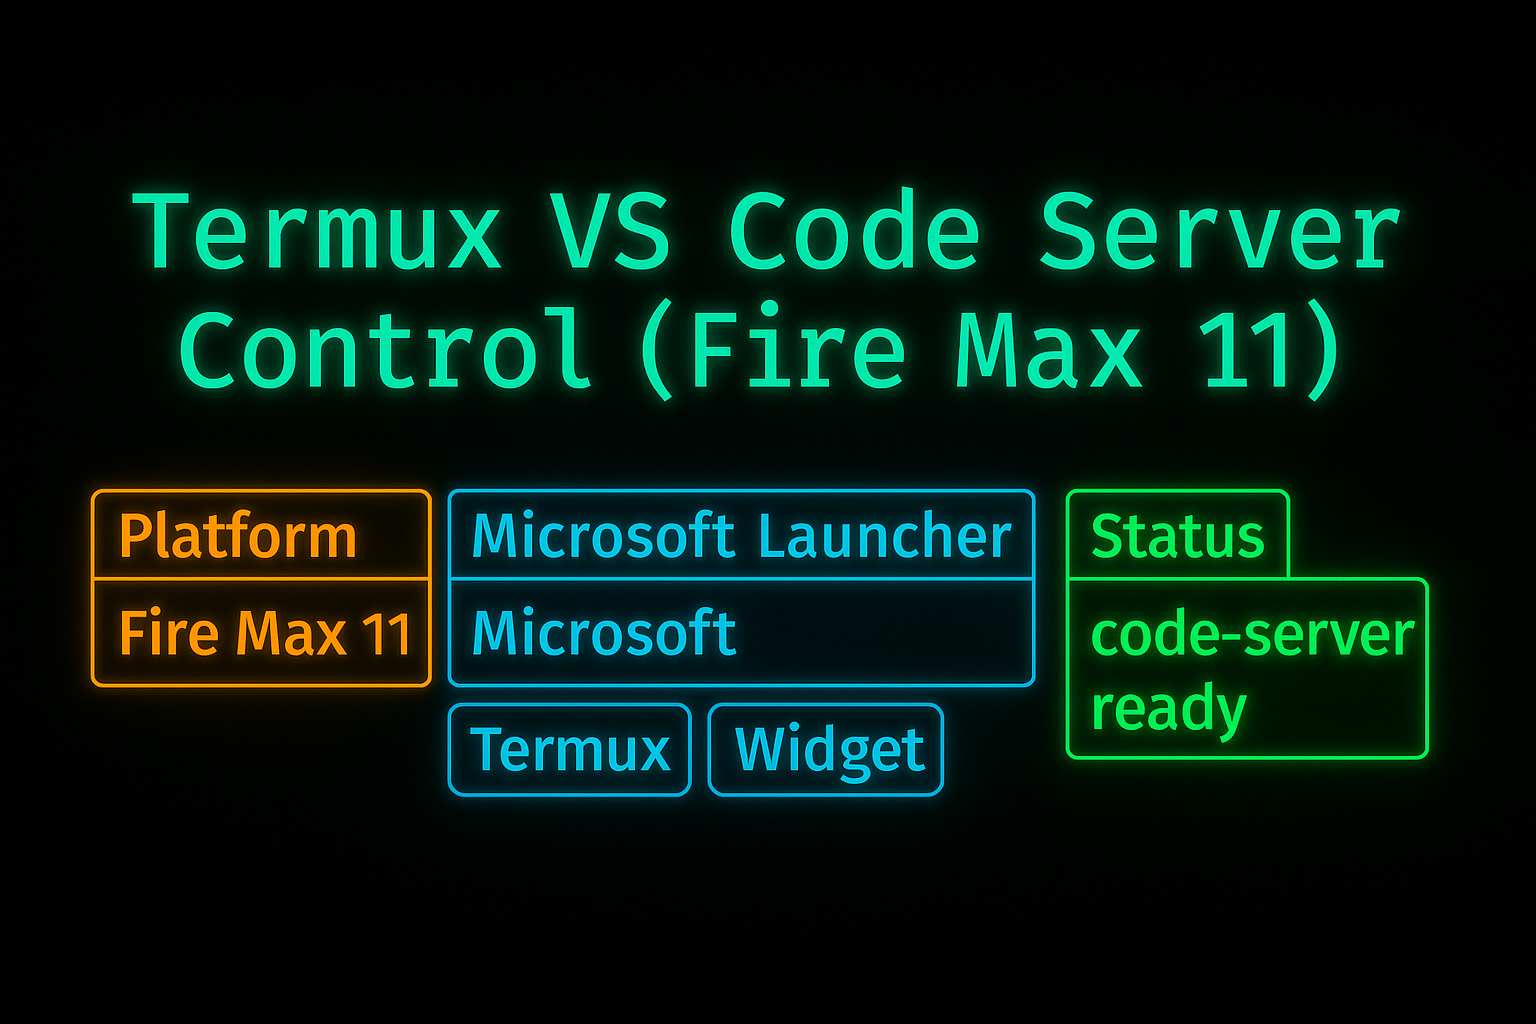 Termux VS Code Server
Control (Fire Max 11)
Platform
Fire Max 11
Microsoft Launcher
Microsoft
Termux
Widget
Status
code-server
ready